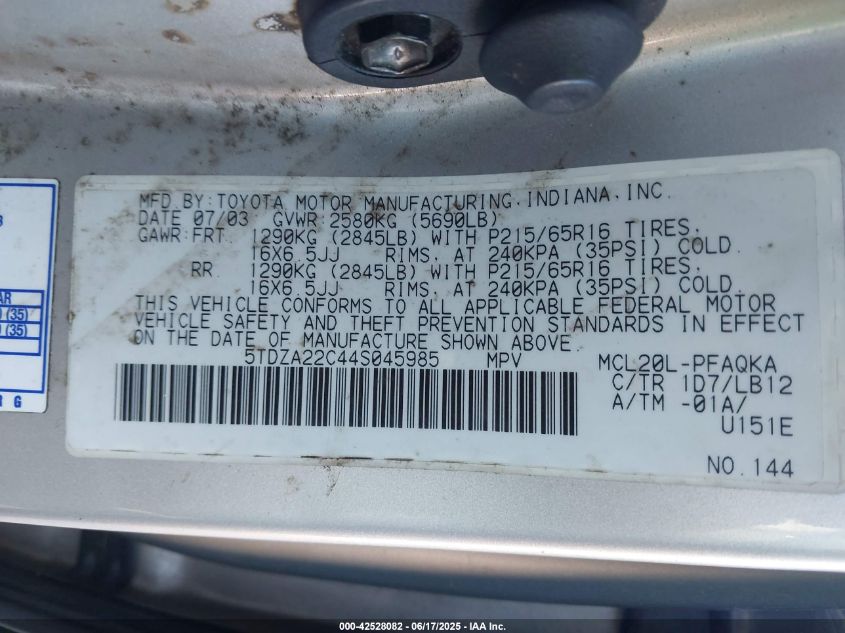 MFD.BY:TOYOTA MOTOR MANUFACTURING.INDIANA,INC.
DATE 07/03 GVWR:2580KG (5690LB)
GAWR:FRT. 1290KG (2845LB) WITH P215/65R16 TIRES,
16X6.5JJ RIMS, AT 240KPA (35PSI) COLD.
RR. 1290KG (2845LB) WITH P215/65R16 TIRES,
16X6.5JJ RIMS, AT 240KPA (35PSI) COLD.
THIS VEHICLE CONFORMS TO ALL APPLICABLE FEDERAL MOTOR
VEHICLE SAFETY AND THEFT PREVENTION STANDARDS IN EFFECT
ON THE DATE OF MANUFACTURE SHOWN ABOVE.
5TDZA22C44S045985 MPV MCL20L-PFAQKA
C/TR 1D7/LB12
A/TM -01A/
U151E
NO.144
AR
(35)
(35)
R G
000-42528082 - 06/17/2025 - IAA Inc.